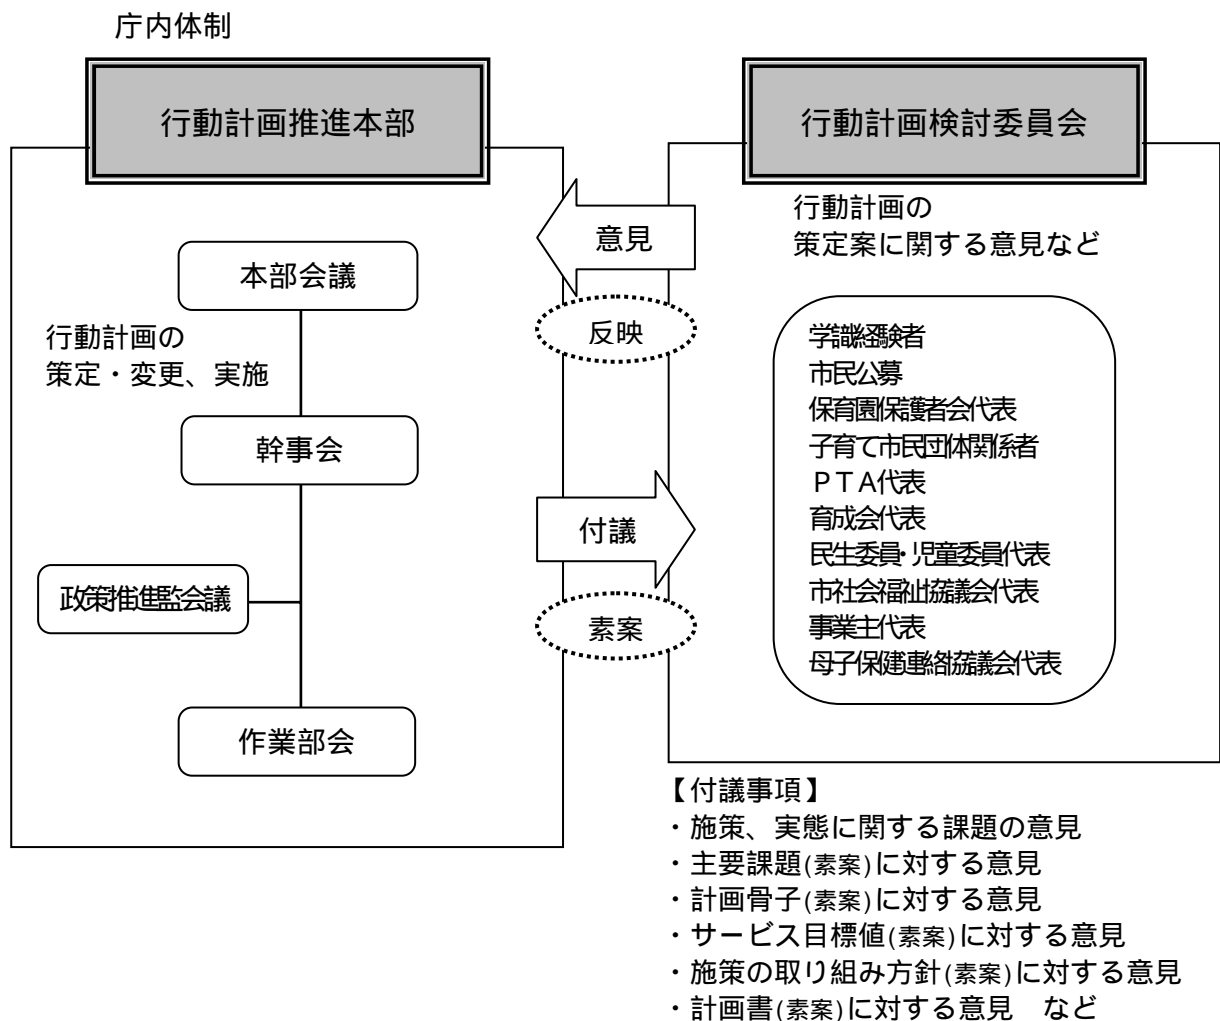 庁内体制
行動計画推進本部
本部会議
行動計画の
策定・変更、実施
幹事会
政策推進監会議
作業部会
意見
反映
付議
素案
行動計画検討委員会
行動計画の
策定案に関する意見など
学識経験者
市民公募
保育園保護者会代表
子育て市民団体関係者
ＰＴＡ代表
育成会代表
民生委員・児童委員代表
市社会福祉協議会代表
事業主代表
母子保健連絡協議会代表
【付議事項】
・施策、実態に関する課題の意見
・主要課題(素案)に対する意見
・計画骨子(素案)に対する意見
・サービス目標値(素案)に対する意見
・施策の取り組み方針(素案)に対する意見
・計画書(素案)に対する意見　など